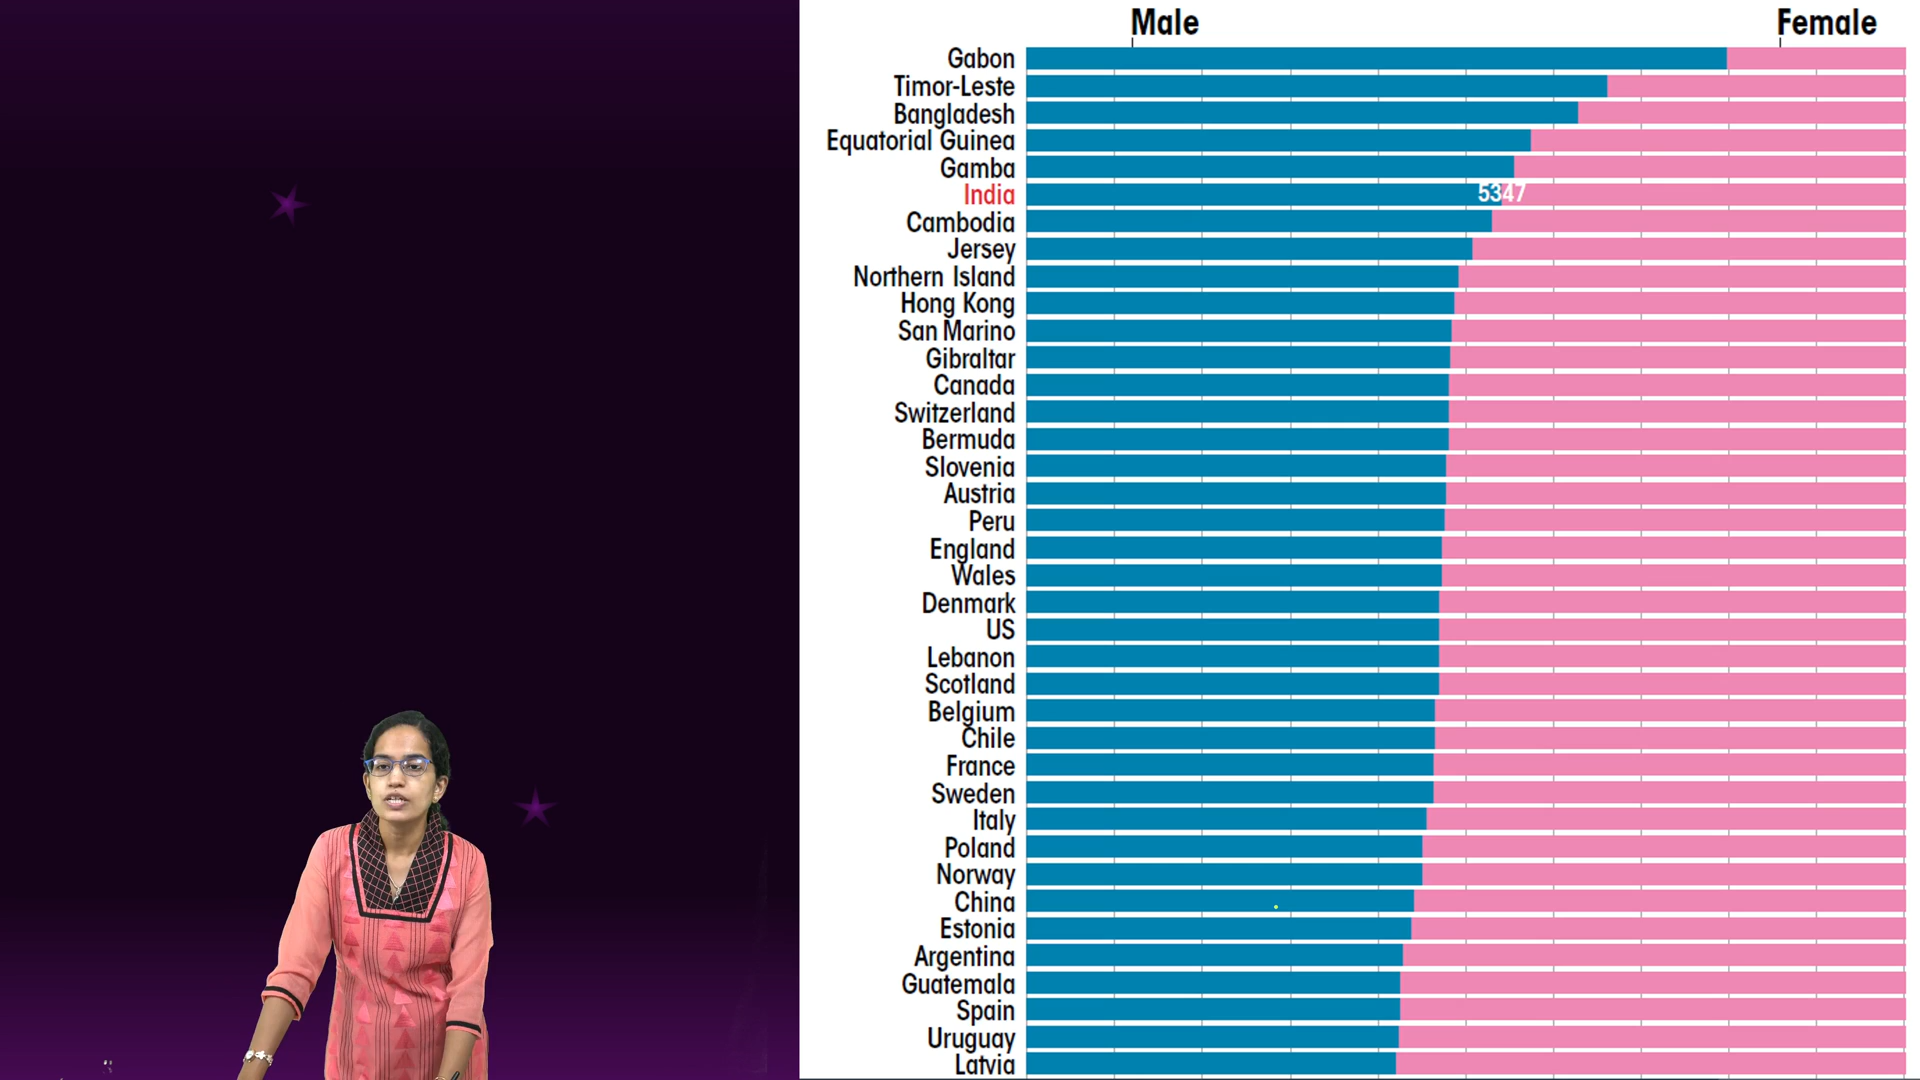 Male Female
Gabon
Timor-Leste
Bangladesh
Equatorial Guinea
Gamba
India 5347
Cambodia
Jersey
Northern Island
Hong Kong
San Marino
Gibraltar
Canada
Switzerland
Bermuda
Slovenia
Austria
Peru
England
Wales
Denmark
US
Lebanon
Scotland
Belgium
Chile
France
Sweden
Italy
Poland
Norway
China
Estonia
Argentina
Guatemala
Spain
Uruguay
Latvia